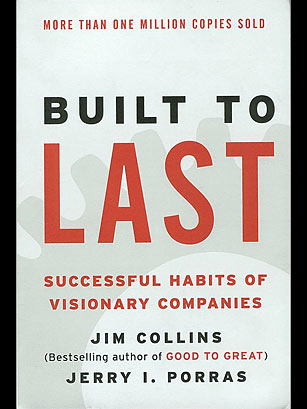 MORE THAN ONE MILLION COPIES SOLD
BUILT TO
LAST
SUCCESSFUL HABITS OF
VISIONARY COMPANIES
JIM COLLINS
(Bestselling author of GOOD TO GREAT)
JERRY I. PORRAS